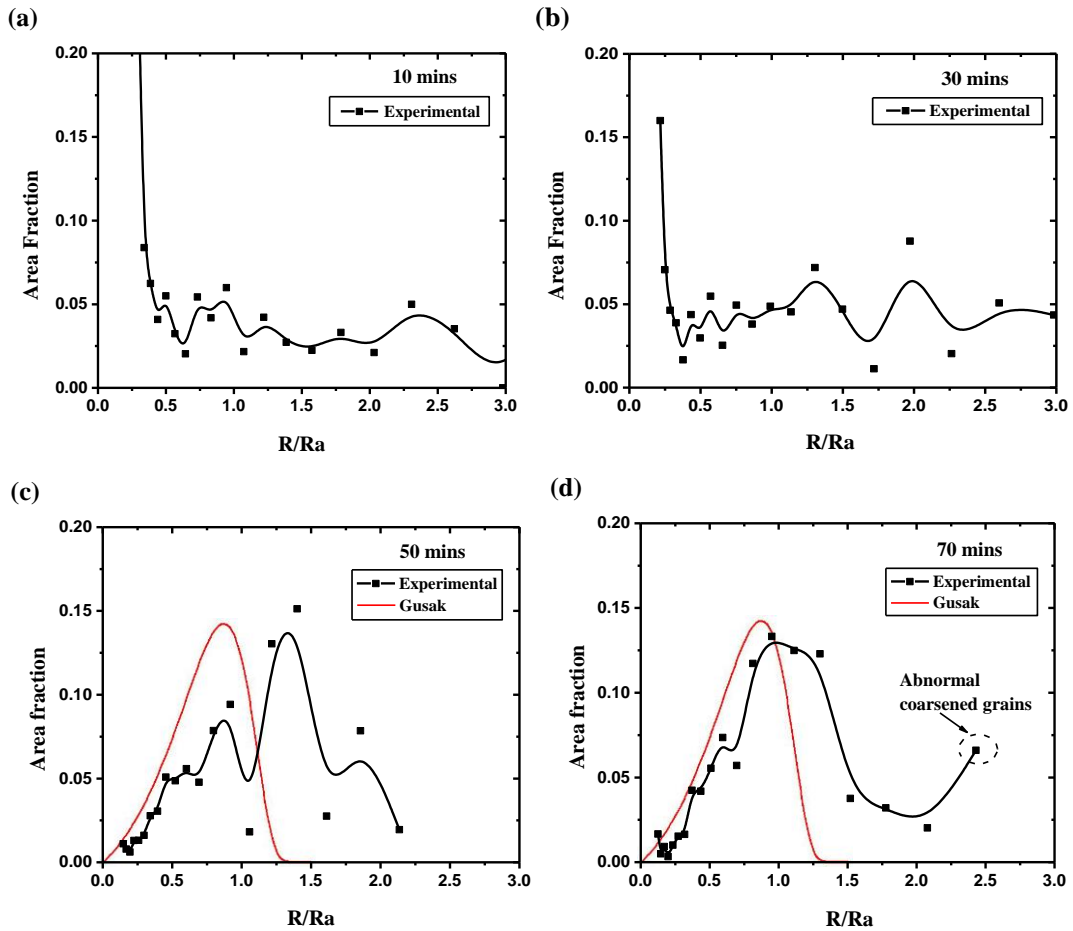 (a)
0.20
0.15
0.10
0.05
0.00
Area Fraction
10 mins
Experimental
0.0 0.5 1.0 1.5 2.0 2.5 3.0
R/Ra
(b)
0.20
0.15
0.10
0.05
0.00
Area Fraction
30 mins
Experimental
0.0 0.5 1.0 1.5 2.0 2.5 3.0
R/Ra
(c)
0.20
0.15
0.10
0.05
0.00
Area fraction
50 mins
Experimental
Gusak
0.0 0.5 1.0 1.5 2.0 2.5 3.0
R/Ra
(d)
0.20
0.15
0.10
0.05
0.00
Area fraction
70 mins
Experimental
Gusak
Abnormal
coarsened grains
0.0 0.5 1.0 1.5 2.0 2.5 3.0
R/Ra